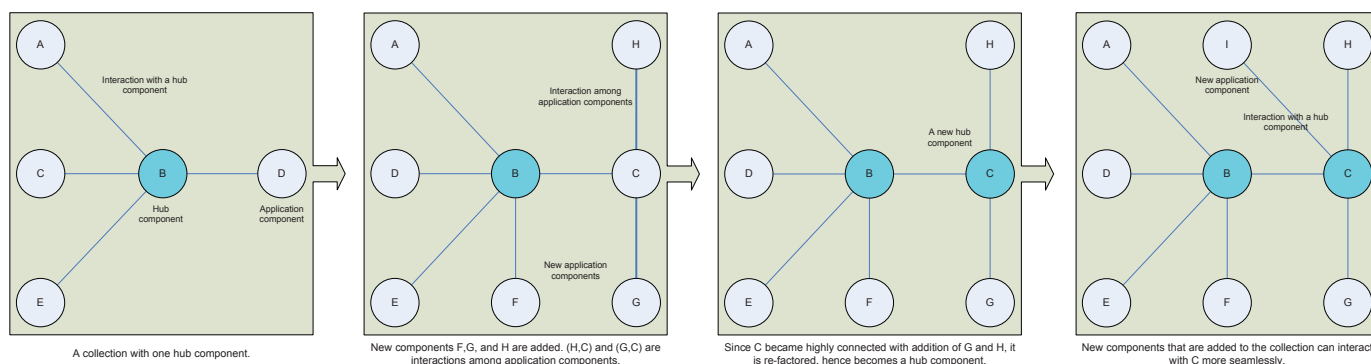 A
Interaction with a hub
component
C
B
D
Hub
component
Application
component
E
A collection with one hub component.
A
H
Interaction among
application components
D
B
C
New application
components
E
F
G
New components F,G, and H are added. (H,C) and (G,C) are
interactions among application components.
A
H
A new hub
component
D
B
C
E
F
G
Since C became highly connected with addition of G and H, it
is re-factored, hence becomes a hub component.
A
I
H
New application
component
Interaction with a hub
component
D
B
C
E
F
G
New components that are added to the collection can interact
with C more seamlessly.